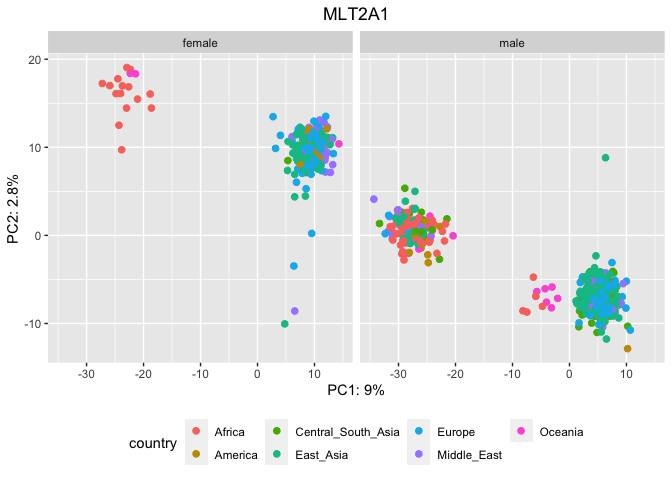 MLT2A1
female male
20
10
0
-10
PC2: 2.8%
-30 -20 -10 0 10 -30 -20 -10 0 10
PC1: 9%
country
Africa Central_South_Asia Europe Oceania
America East_Asia Middle_East